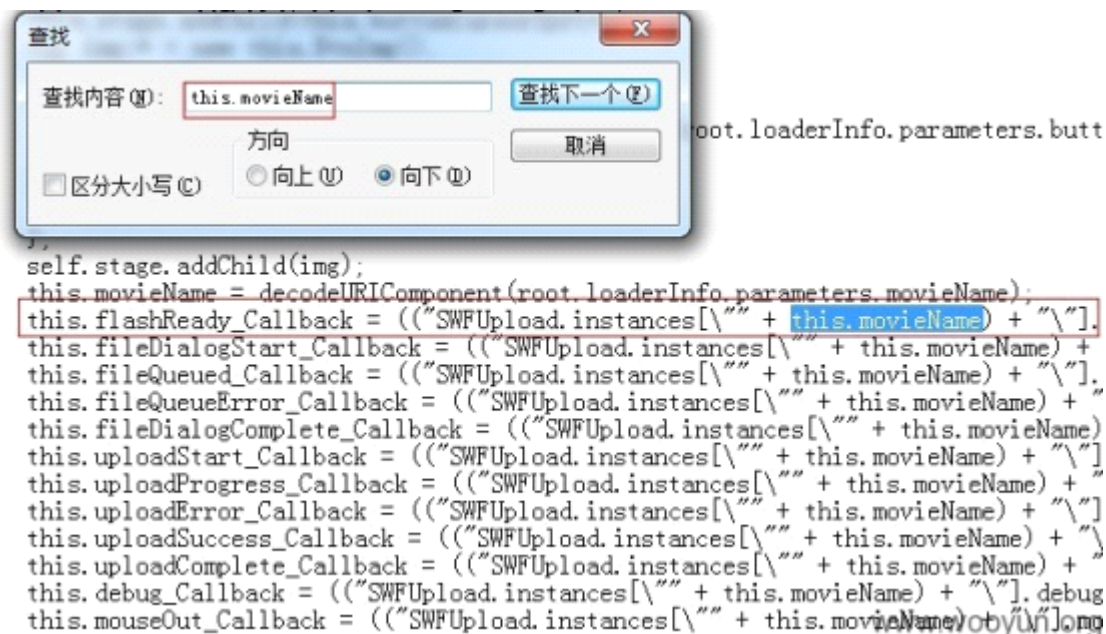 查找
查找内容(N): this.movieName
查找下一个(F)
方向
取消
区分大小写(C)
向上(U)
向下(D)
oot.loaderInfo.parameters.butt
};
self.stage.addChild(img);
this.movieName = decodeURIComponent(root.loaderInfo.parameters.movieName);
this.flashReady_Callback = (("SWFUpload.instances[\"" + this.movieName) + "\"].
this.fileDialogStart_Callback = (("SWFUpload.instances[\"" + this.movieName) +
this.fileQueued_Callback = (("SWFUpload.instances[\"" + this.movieName) + "\"].
this.fileQueueError_Callback = (("SWFUpload.instances[\"" + this.movieName) + "
this.fileDialogComplete_Callback = (("SWFUpload.instances[\"" + this.movieName)
this.uploadStart_Callback = (("SWFUpload.instances[\"" + this.movieName) + "\"]
this.uploadProgress_Callback = (("SWFUpload.instances[\"" + this.movieName) + "
this.uploadError_Callback = (("SWFUpload.instances[\"" + this.movieName) + "\"]
this.uploadSuccess_Callback = (("SWFUpload.instances[\"" + this.movieName) + "\
this.uploadComplete_Callback = (("SWFUpload.instances[\"" + this.movieName) + "
this.debug_Callback = (("SWFUpload.instances[\"" + this.movieName) + "\"].debug
this.mouseOut_Callback = (("SWFUpload.instances[\"" + this.movieName) + "\"].mo
www.wooyun.org